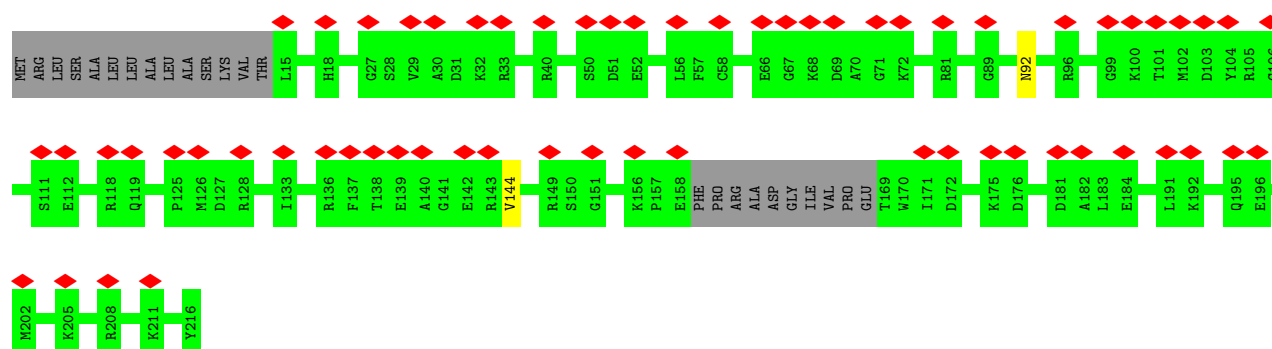 MET ARG LEU SER ALA LEU LEU ALA LEU ALA SER LYS VAL THR L15 H18 G27 S28 V29 A30 D31 K32 R33 R40 S50 D51 E52 L56 F57 C58 E66 G67 K68 D69 A70 G71 K72 R81 G89 N92 R96 G99 K100 T101 M102 D103 Y104 R105
S111 E112 R118 Q119 P125 M126 D127 R128 I133 R136 F137 T138 E139 A140 G141 E142 R143 V144 R149 S150 G151 K156 P157 E158 PHE PRO ARG ALA ASP GLY ILE VAL PRO GLU T169 W170 I171 D172 K175 D176 D181 A182 L183 E184 L191 K192 Q195 E196
M202 K205 R208 K211 Y216